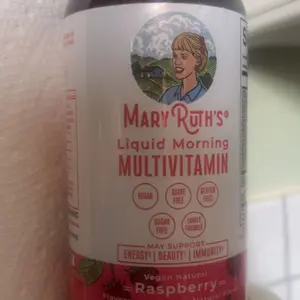 MARYRUTH'S®
Liquid Morning
MULTIVITAMIN
VEGAN
DAIRY FREE
GLUTEN FREE
SUGAR FREE
FAMILY FRIENDLY
MAY SUPPORT
ENERGY† | BEAUTY† | IMMUNITY†
Vegan Natural
Raspberry